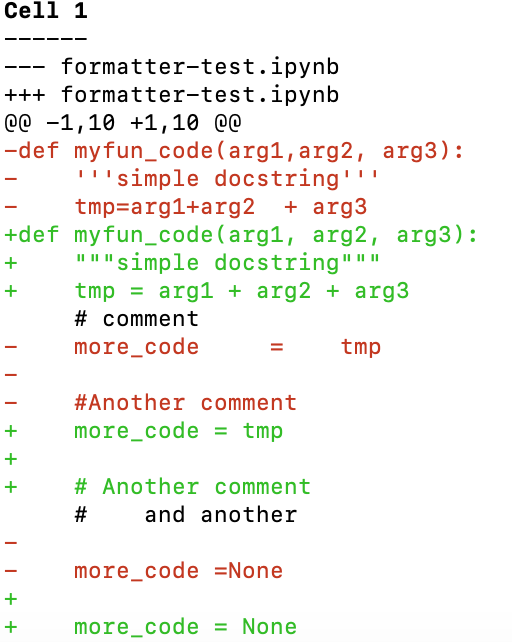 Cell 1
------
--- formatter-test.ipynb
+++ formatter-test.ipynb
@@ -1,10 +1,10 @@
-def myfun_code(arg1,arg2, arg3):
-    '''simple docstring'''
-    tmp=arg1+arg2  + arg3
+def myfun_code(arg1, arg2, arg3):
+    """simple docstring"""
+    tmp = arg1 + arg2 + arg3
     # comment
-    more_code     =    tmp
-
-    #Another comment
+    more_code = tmp
+
+    # Another comment
     #    and another
-
-    more_code =None
+
+    more_code = None